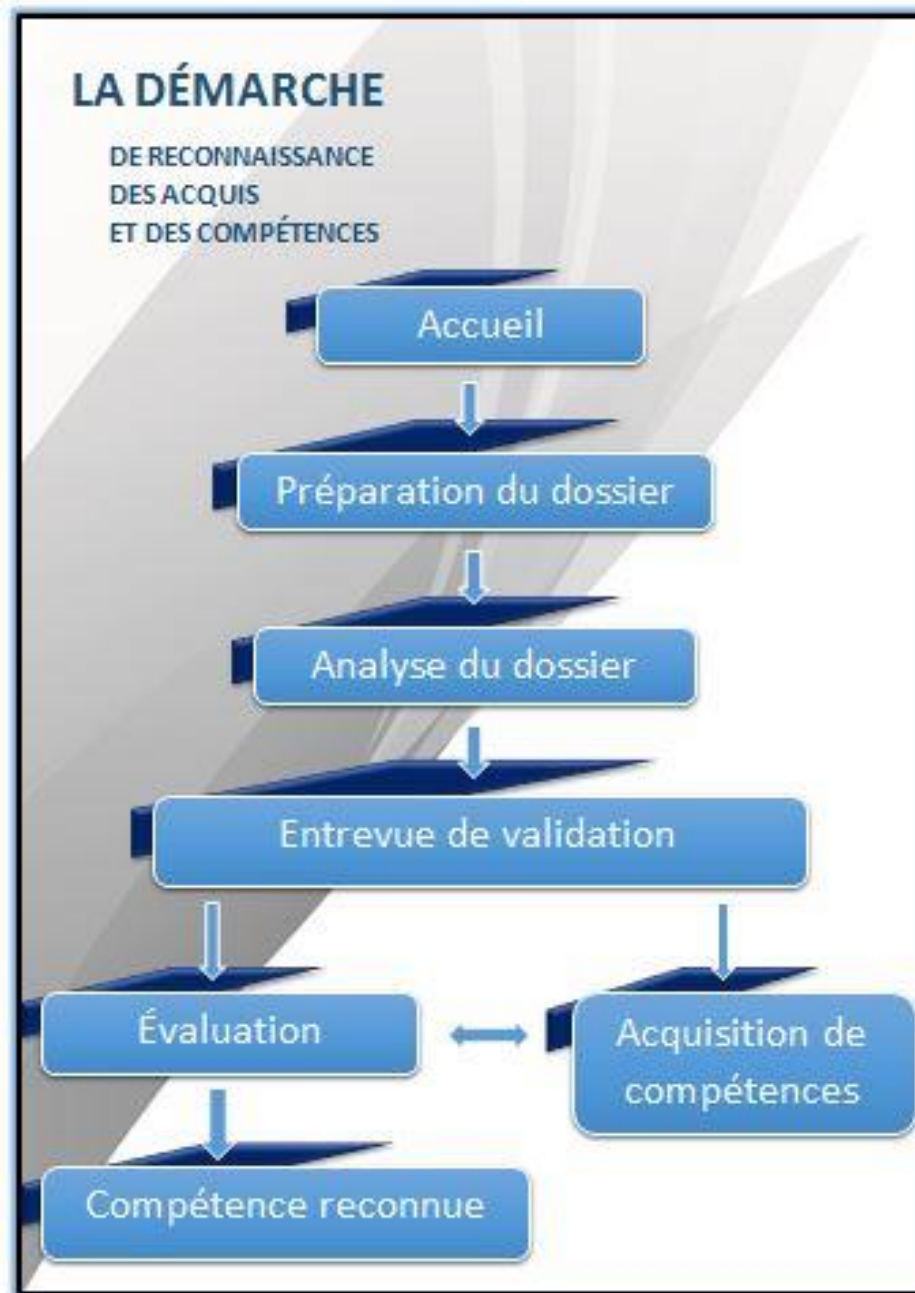 LA DÉMARCHE
DE RECONNAISSANCE
DES ACQUIS
ET DES COMPÉTENCES
Accueil
Préparation du dossier
Analyse du dossier
Entrevue de validation
Évaluation
Acquisition de
compétences
Compétence reconnue